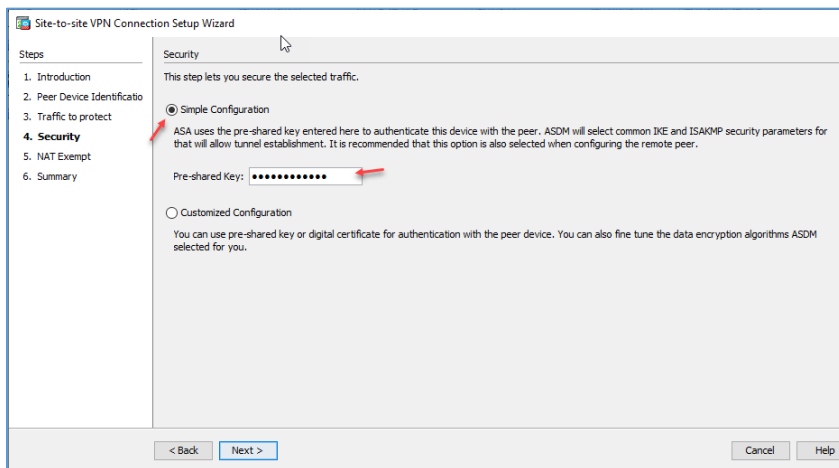 Site-to-site VPN Connection Setup Wizard
Steps
1. Introduction
2. Peer Device Identificatio
3. Traffic to protect
4. Security
5. NAT Exempt
6. Summary
Security
This step lets you secure the selected traffic.
Simple Configuration
ASA uses the pre-shared key entered here to authenticate this device with the peer. ASDM will select common IKE and ISAKMP security parameters for
that will allow tunnel establishment. It is recommended that this option is also selected when configuring the remote peer.
Pre-shared Key: ••••••••••••
Customized Configuration
You can use pre-shared key or digital certificate for authentication with the peer device. You can also fine tune the data encryption algorithms ASDM
selected for you.
< Back Next > Cancel Help